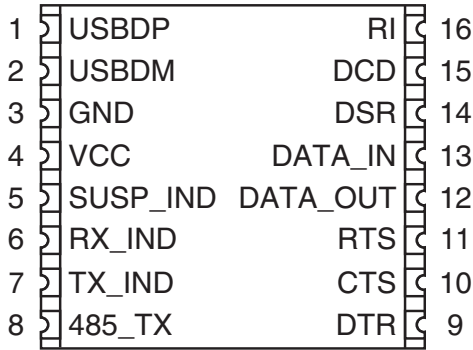 1 USBDP RI 16
2 USBDM DCD 15
3 GND DSR 14
4 VCC DATA_IN 13
5 SUSP_IND DATA_OUT 12
6 RX_IND RTS 11
7 TX_IND CTS 10
8 485_TX DTR 9